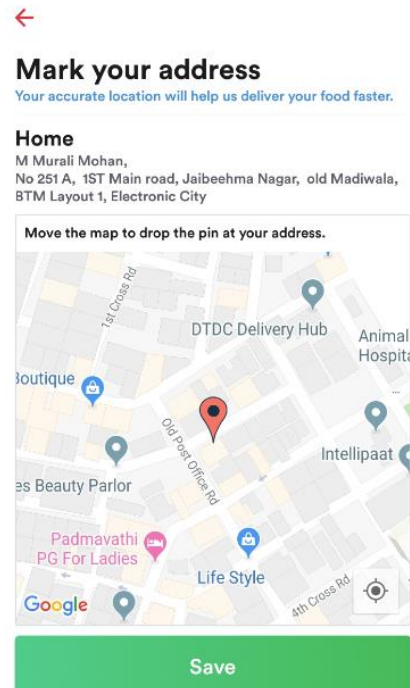 Mark your address
Your accurate location will help us deliver your food faster.
Home
M Murali Mohan,
No 251 A, 1ST Main road, Jaibeehma Nagar, old Madiwala,
BTM Layout 1, Electronic City
Move the map to drop the pin at your address.
1st Cross Rd
DTDC Delivery Hub
Animal
Hospita
Boutique
Old Post Office Rd
Intellipaat
es Beauty Parlor
Padmavathi
PG For Ladies
Life Style
4th Cross Rd
Google
Save